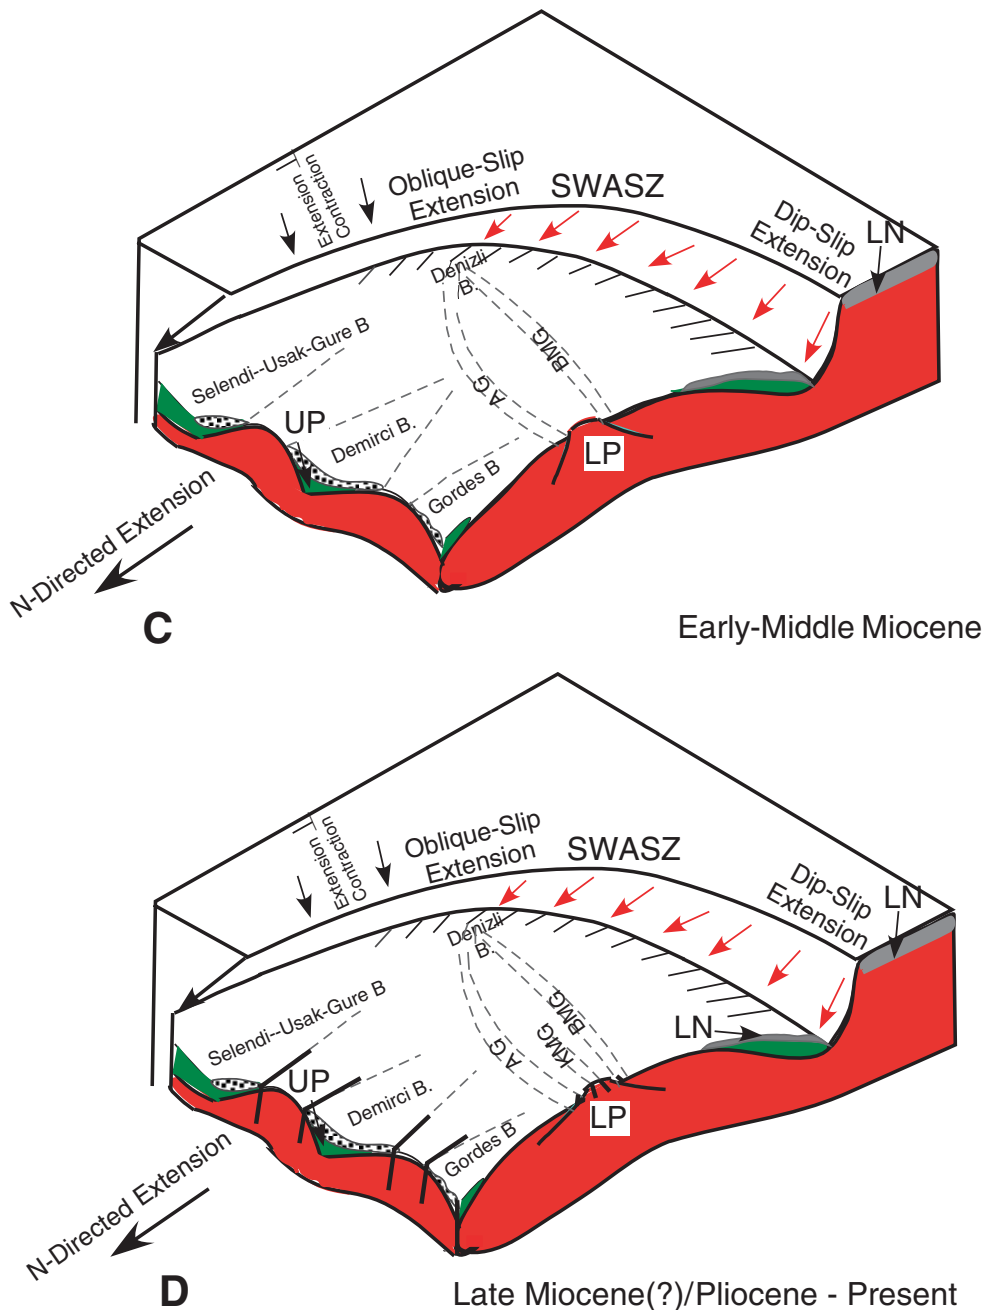 Extension
Contraction
Oblique-Slip
Extension
SWASZ
Dip-Slip
Extension
LN
Denizli
B.
Selendi--Usak-Gure B
BMG
AG
UP
Demirci B.
LP
Gordes B
N-Directed Extension
C
Early-Middle Miocene
Extension
Contraction
Oblique-Slip
Extension
SWASZ
Dip-Slip
Extension
LN
Denizli
B.
Selendi--Usak-Gure B
BMG
KMG
AG
LN
UP
Demirci B.
LP
Gordes B
N-Directed Extension
D
Late Miocene(?)/Pliocene - Present